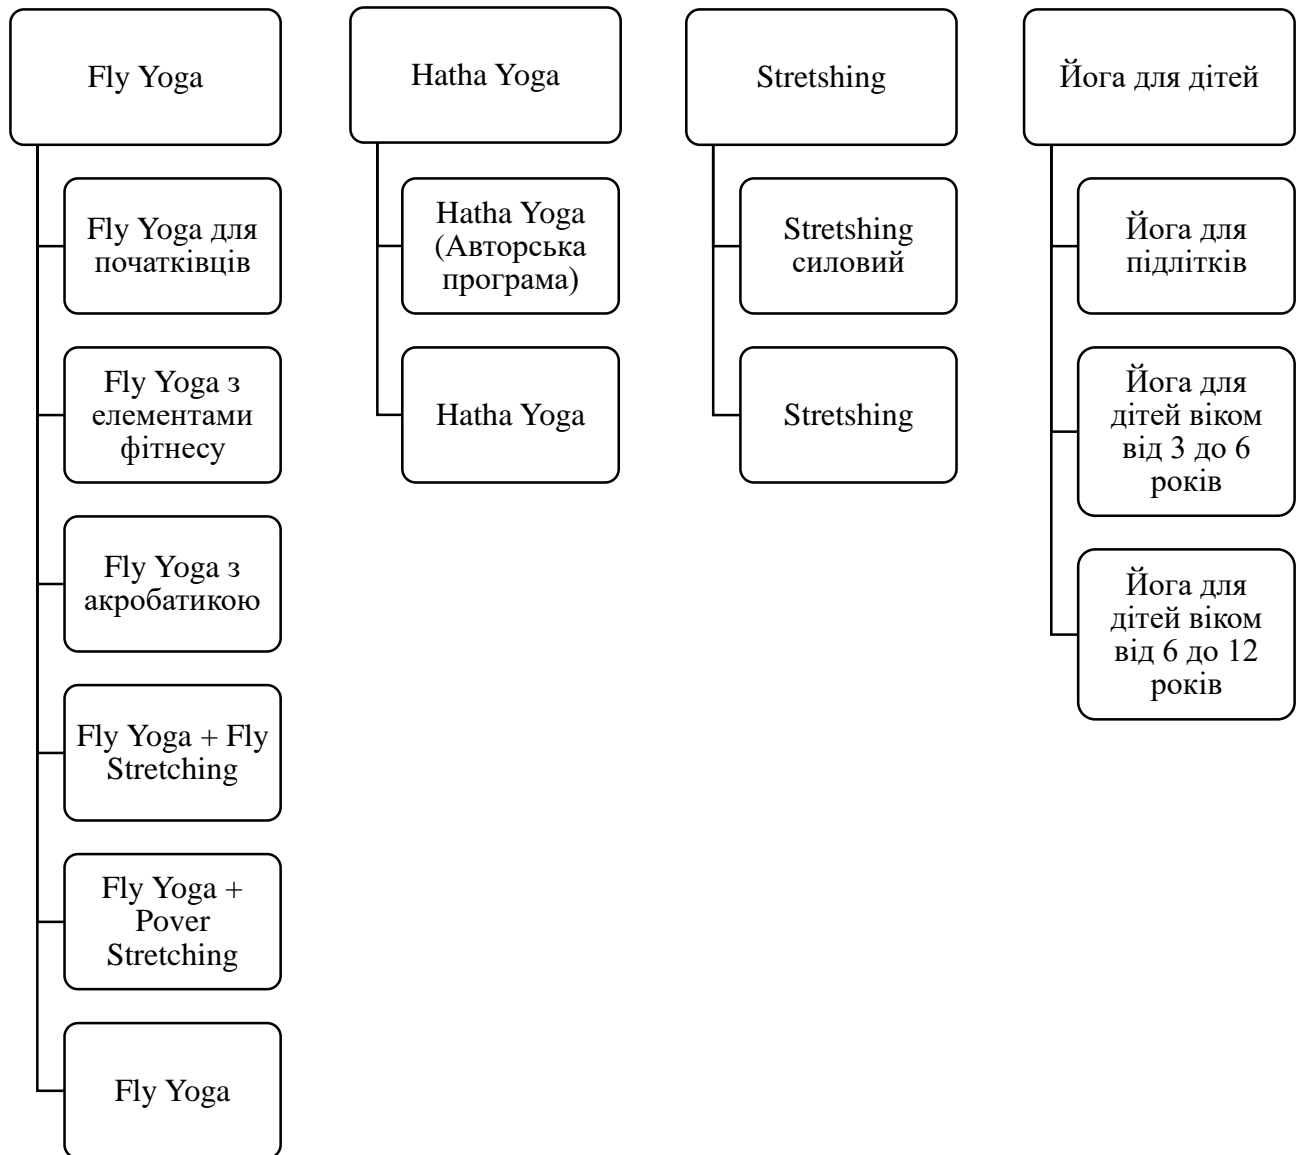 Fly Yoga
Fly Yoga для
початківців
Fly Yoga з
елементами
фітнесу
Fly Yoga з
акробатикою
Fly Yoga + Fly
Stretching
Fly Yoga +
Pover
Stretching
Fly Yoga
Hatha Yoga
Hatha Yoga
(Авторська
програма)
Hatha Yoga
Stretshing
Stretshing
силовий
Stretshing
Йога для дітей
Йога для
підлітків
Йога для
дітей віком
від 3 до 6
років
Йога для
дітей віком
від 6 до 12
років